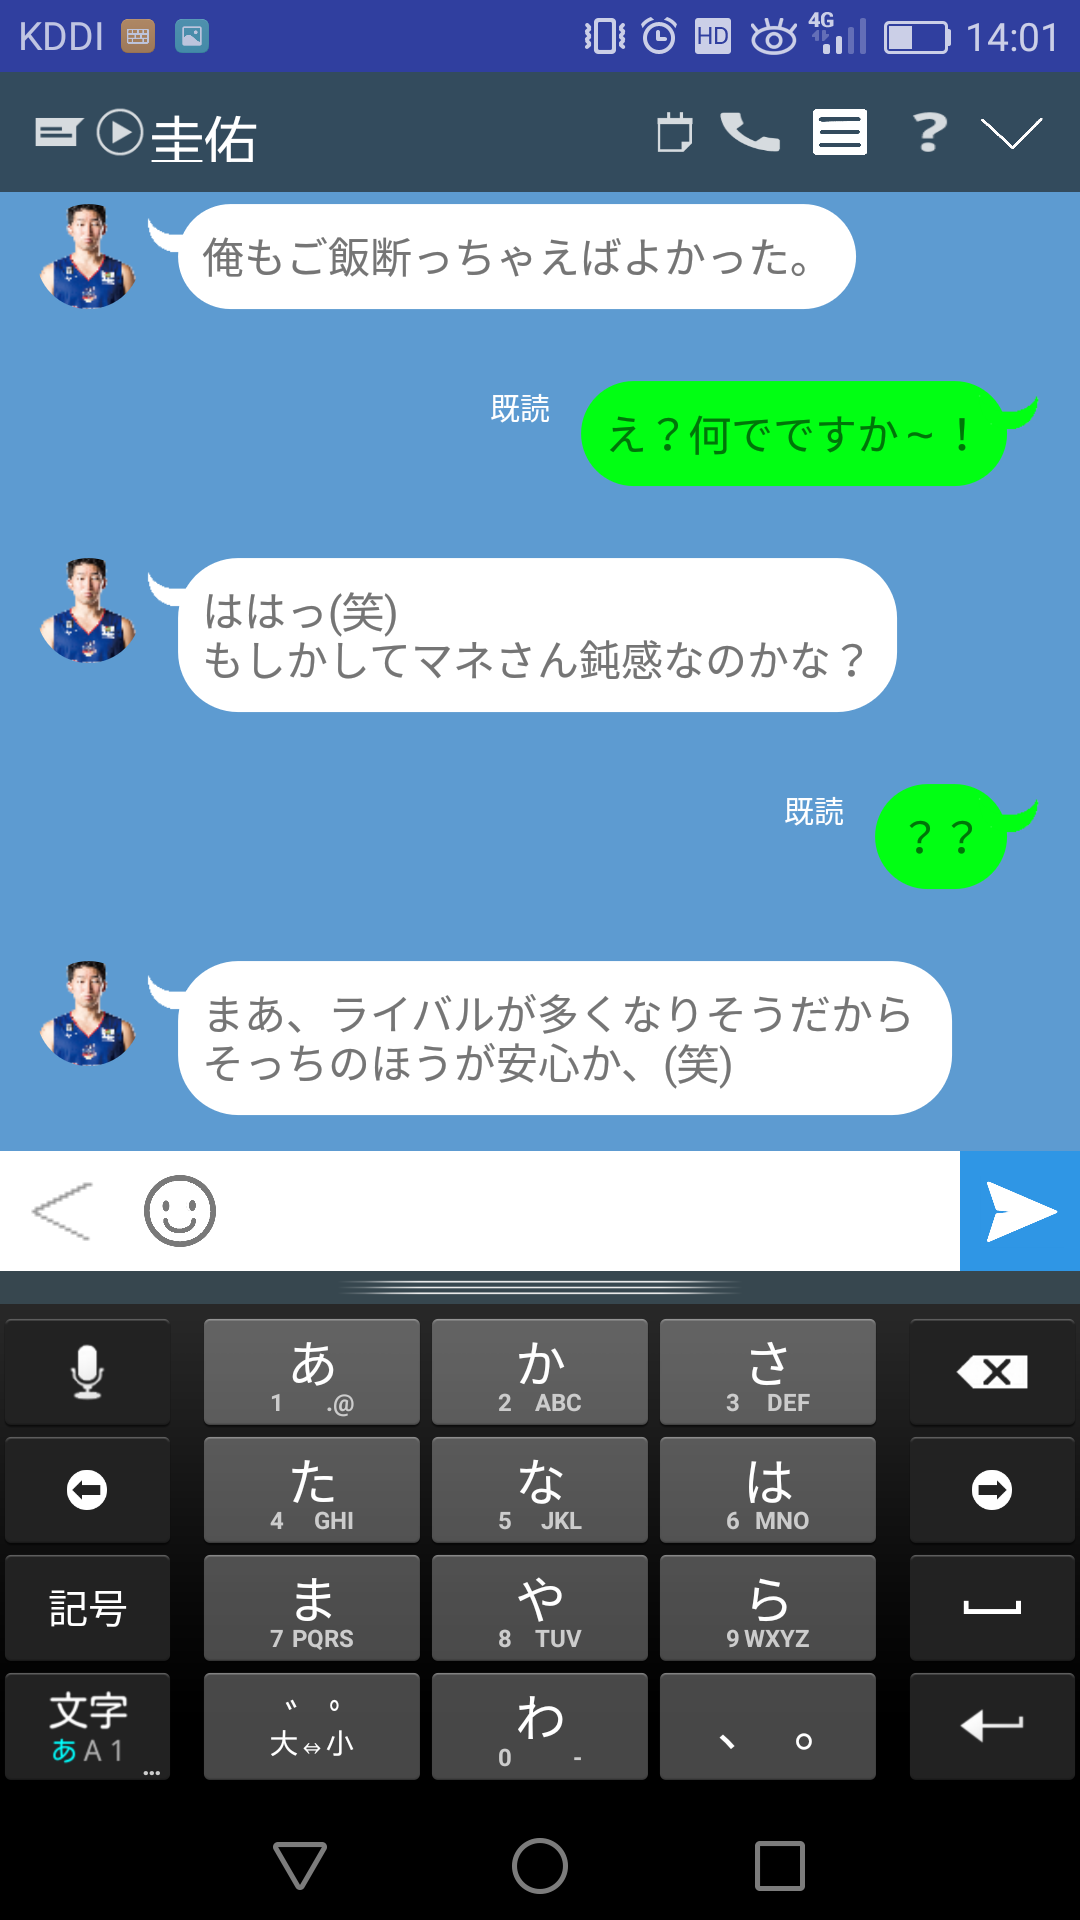 KDDI HD 4G 14:01
圭佑 ?
俺もご飯断っちゃえばよかった。
既読 え？何でですか～！
ははっ(笑)
もしかしてマネさん鈍感なのかな？
既読 ？？
まあ、ライバルが多くなりそうだから
そっちのほうが安心か、(笑)
あ か さ
1 .@ 2 ABC 3 DEF
た な は
4 GHI 5 JKL 6 MNO
記号 ま や ら
7 PQRS 8 TUV 9 WXYZ
文字 ゛ ゜ わ 、 。
あ A 1 ... 大⇔小 0 -